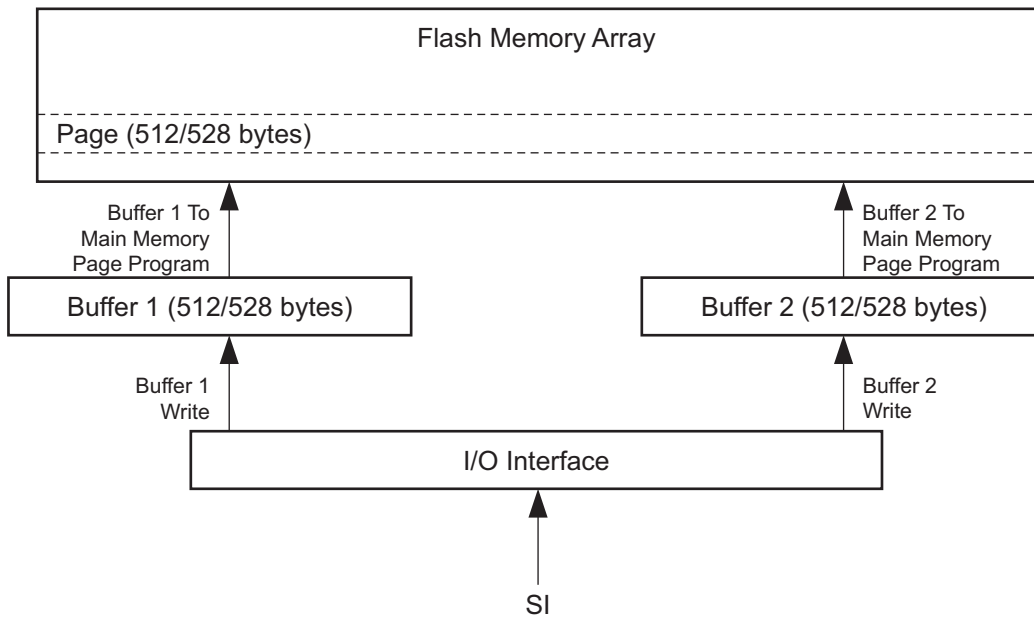 Flash Memory Array
Page (512/528 bytes)
Buffer 1 To
Main Memory
Page Program
Buffer 2 To
Main Memory
Page Program
Buffer 1 (512/528 bytes)
Buffer 2 (512/528 bytes)
Buffer 1
Write
Buffer 2
Write
I/O Interface
SI